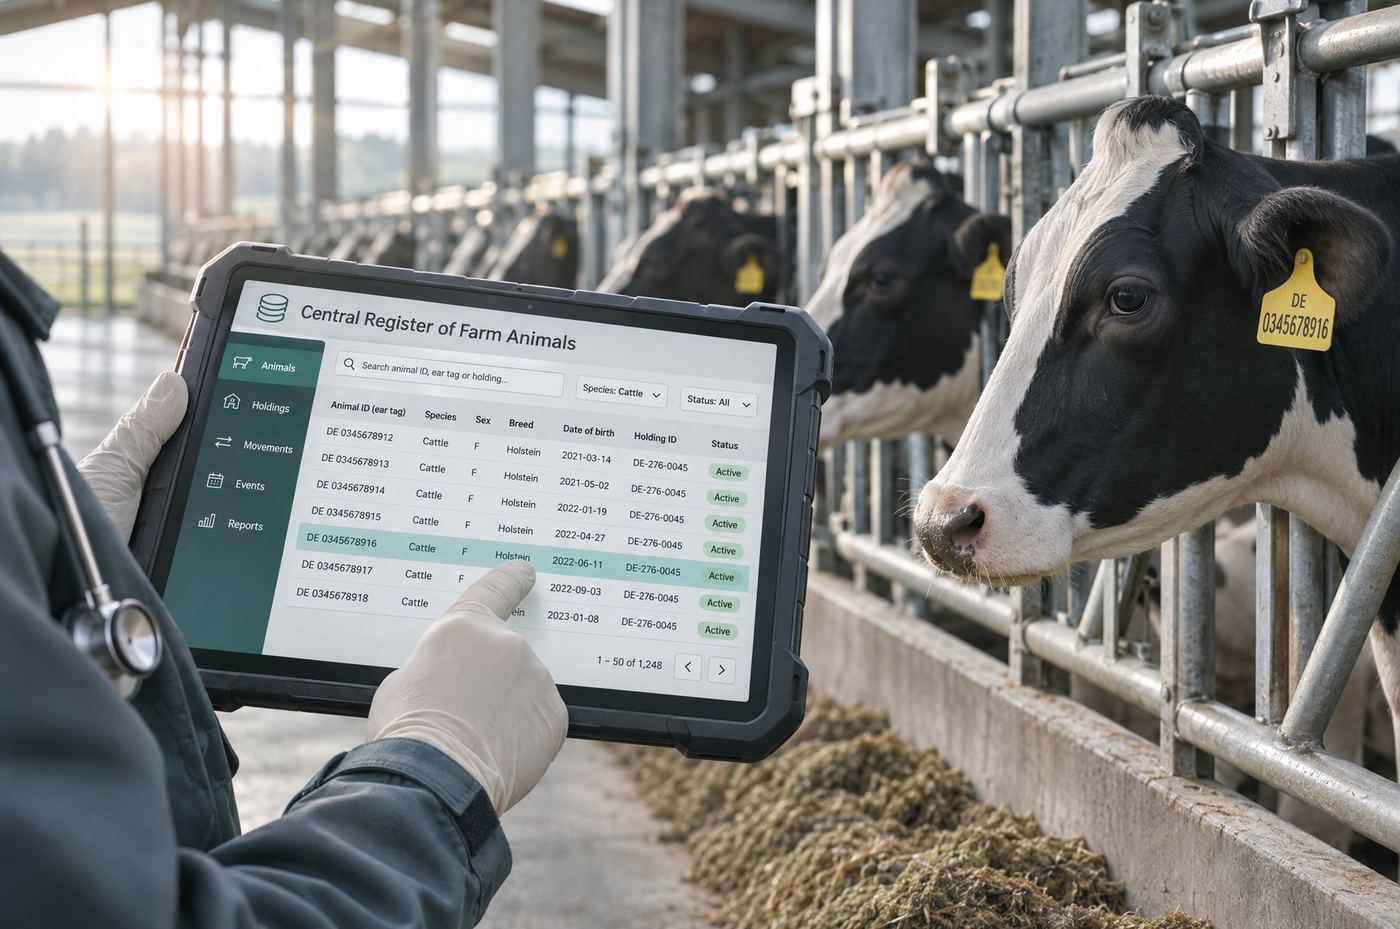 Central Register of Farm Animals
Animals
Holdings
Movements
Events
Reports
Search animal ID, ear tag or holding...
Species: Cattle
Status: All
Animal ID (ear tag) Species Sex Breed Date of birth Holding ID Status
DE 0345678912 Cattle F Holstein 2021-03-14 DE-276-0045 Active
DE 0345678913 Cattle F Holstein 2021-05-02 DE-276-0045 Active
DE 0345678914 Cattle F Holstein 2022-01-19 DE-276-0045 Active
DE 0345678915 Cattle F Holstein 2022-04-27 DE-276-0045 Active
DE 0345678916 Cattle F Holstein 2022-06-11 DE-276-0045 Active
DE 0345678917 Cattle F 2022-09-03 DE-276-0045 Active
DE 0345678918 Cattle 2023-01-08 DE-276-0045 Active
1 – 50 of 1,248
DE
0345678916